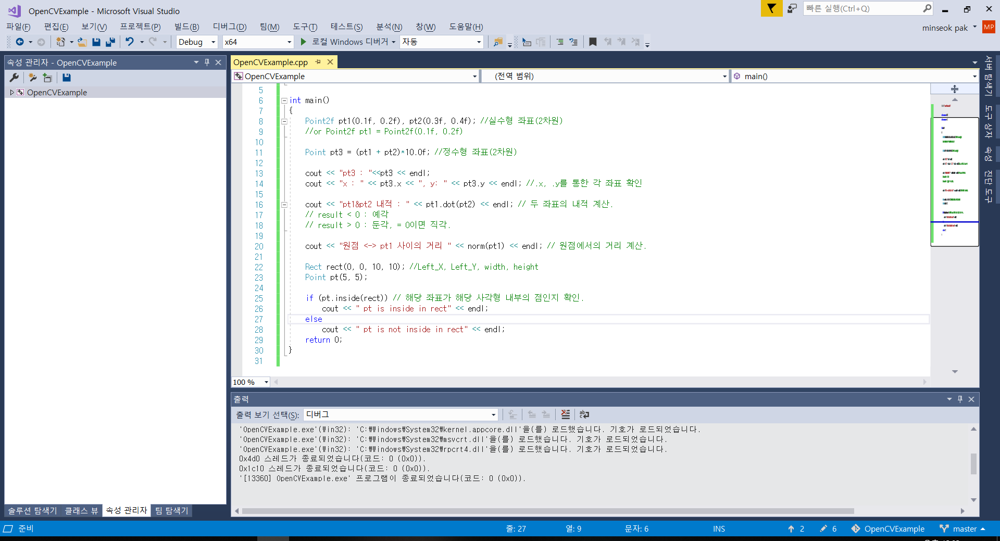 OpenCVExample - Microsoft Visual Studio
빠른 실행(Ctrl+Q)
파일(F) 편집(E) 보기(V) 프로젝트(P) 빌드(B) 디버그(D) 팀(M) 도구(T) 테스트(S) 분석(N) 창(W) 도움말(H)
minseok pak MP
Debug x64 로컬 Windows 디버거 자동
속성 관리자 - OpenCVExample
OpenCVExample
OpenCVExample.cpp
OpenCVExample (전역 범위) main()
5
6 int main()
7 {
8 Point2f pt1(0.1f, 0.2f), pt2(0.3f, 0.4f); //실수형 좌표(2차원)
9 //or Point2f pt1 = Point2f(0.1f, 0.2f)
10
11 Point pt3 = (pt1 + pt2)*10.0f; //정수형 좌표(2차원)
12
13 cout << "pt3 : "<<pt3 << endl;
14 cout << "x : " << pt3.x << ", y: " << pt3.y << endl; //.x, .y를 통한 각 좌표 확인
15
16 cout << "pt1&pt2 내적 : " << pt1.dot(pt2) << endl; // 두 좌표의 내적 계산.
17 // result < 0 : 예각
18 // result > 0 : 둔각, = 0이면 직각.
19
20 cout << "원점 <-> pt1 사이의 거리 " << norm(pt1) << endl; // 원점에서의 거리 계산.
21
22 Rect rect(0, 0, 10, 10); //Left_X, Left_Y, width, height
23 Point pt(5, 5);
24
25 if (pt.inside(rect)) // 해당 좌표가 해당 사각형 내부의 점인지 확인.
26 cout << " pt is inside in rect" << endl;
27 else
28 cout << " pt is not inside in rect" << endl;
29 return 0;
30 }
31
100 %
서버 탐색기
도구 상자
속성
진단 도구
출력
출력 보기 선택(S): 디버그
'OpenCVExample.exe'(Win32): 'C:₩Windows₩System32₩kernel.appcore.dll'을(를) 로드했습니다. 기호가 로드되었습니다.
'OpenCVExample.exe'(Win32): 'C:₩Windows₩System32₩msvcrt.dll'을(를) 로드했습니다. 기호가 로드되었습니다.
'OpenCVExample.exe'(Win32): 'C:₩Windows₩System32₩rpcrt4.dll'을(를) 로드했습니다. 기호가 로드되었습니다.
0x4d0 스레드가 종료되었습니다(코드: 0 (0x0)).
0x1c10 스레드가 종료되었습니다(코드: 0 (0x0)).
'[13360] OpenCVExample.exe' 프로그램이 종료되었습니다(코드: 0 (0x0)).
솔루션 탐색기 클래스 뷰 속성 관리자 팀 탐색기
준비 줄: 27 열: 9 문자: 6 INS 2 6 OpenCVExample master